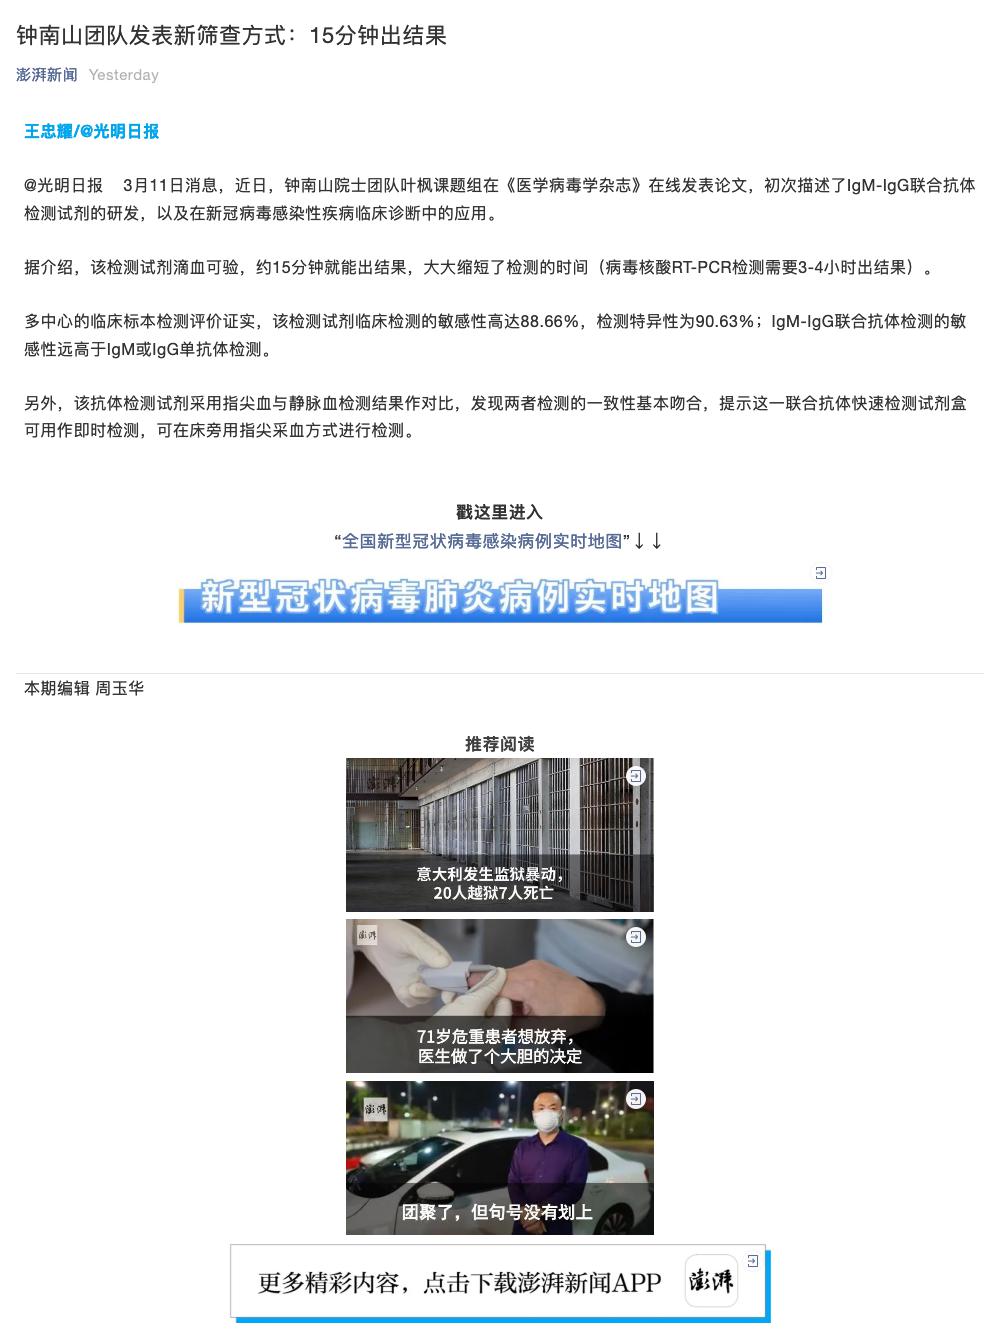 钟南山团队发表新筛查方式：15分钟出结果
澎湃新闻 Yesterday
王忠耀/@光明日报
@光明日报 3月11日消息，近日，钟南山院士团队叶枫课题组在《医学病毒学杂志》在线发表论文，初次描述了IgM-IgG联合抗体
检测试剂的研发，以及在新冠病毒感染性疾病临床诊断中的应用。
据介绍，该检测试剂滴血可验，约15分钟就能出结果，大大缩短了检测的时间（病毒核酸RT-PCR检测需要3-4小时出结果）。
多中心的临床标本检测评价证实，该检测试剂临床检测的敏感性高达88.66%，检测特异性为90.63%；IgM-IgG联合抗体检测的敏
感性远高于IgM或IgG单抗体检测。
另外，该抗体检测试剂采用指尖血与静脉血检测结果作对比，发现两者检测的一致性基本吻合，提示这一联合抗体快速检测试剂盒
可用作即时检测，可在床旁用指尖采血方式进行检测。
戳这里进入
“全国新型冠状病毒感染病例实时地图”↓↓
新型冠状病毒肺炎病例实时地图
本期编辑 周玉华
推荐阅读
澎湃
意大利发生监狱暴动，
20人越狱7人死亡
澎湃
71岁危重患者想放弃，
医生做了个大胆的决定
澎湃
团聚了，但句号没有划上
更多精彩内容，点击下载澎湃新闻APP 澎湃